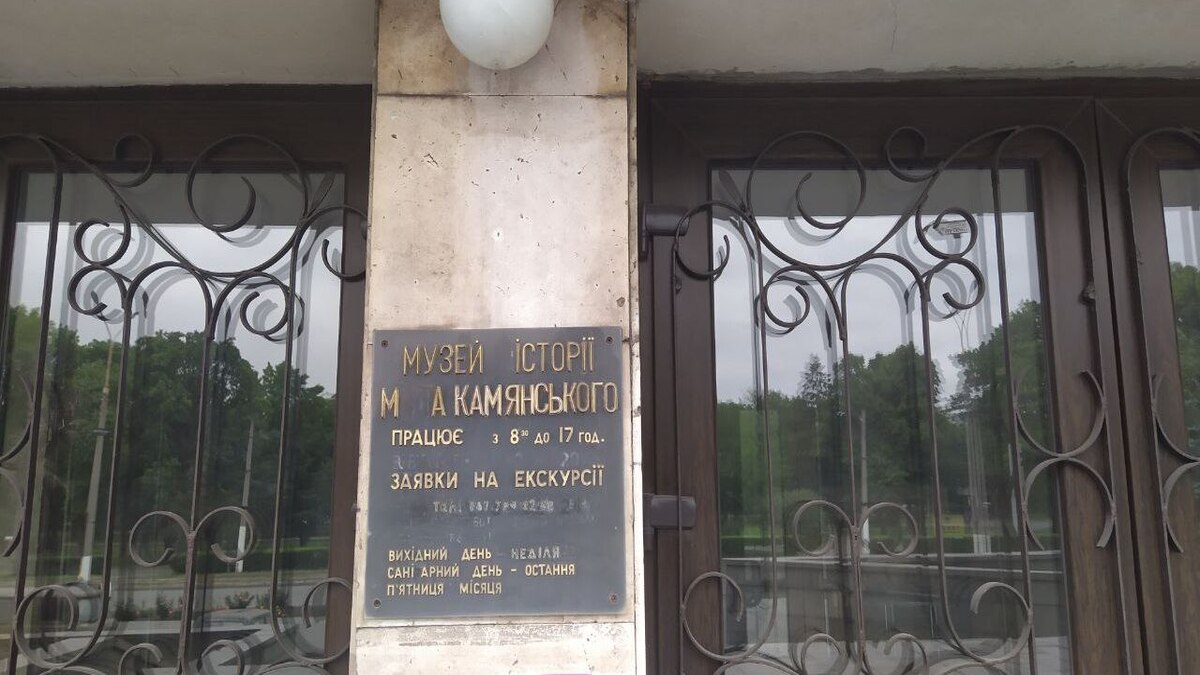 МУЗЕЙ ІСТОРІЇ
М А КАМЯНСЬКОГО
ПРАЦЮЄ З 8³⁰ ДО 17 ГОД.
ЗАЯВКИ НА ЕКСКУРСІЇ
ВИХІДНИЙ ДЕНЬ - НЕДІЛЯ
САНІ АРНИЙ ДЕНЬ - ОСТАННЯ
П'ЯТНИЦЯ МІСЯЦЯ